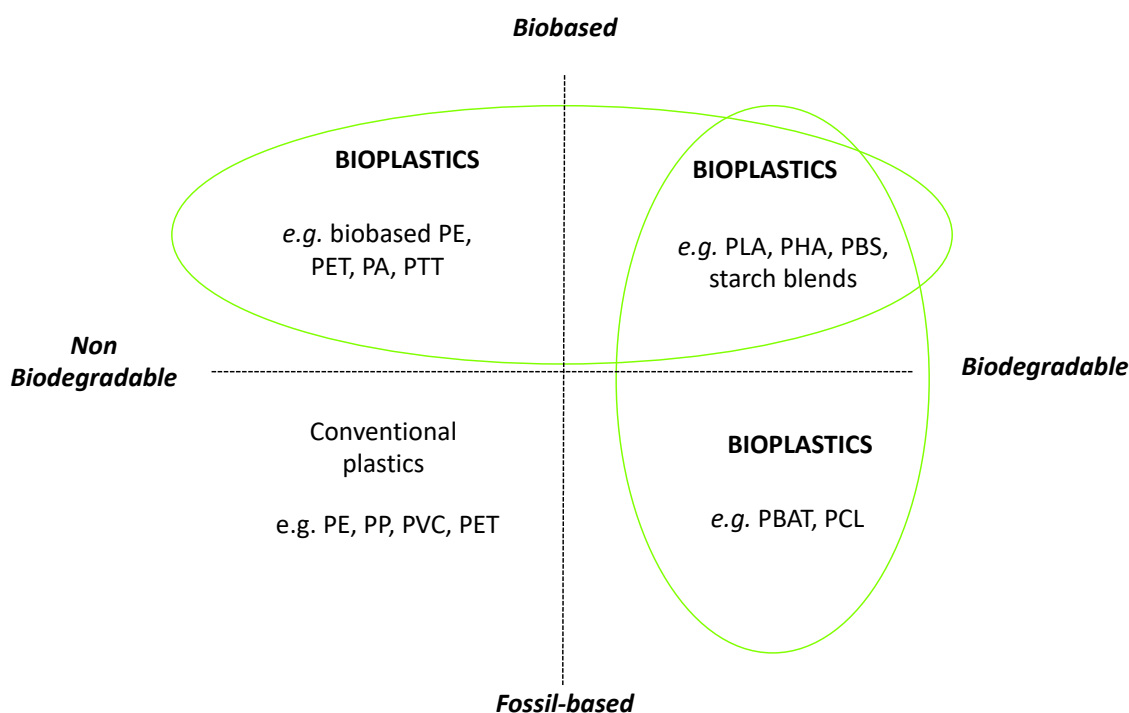 Biobased
BIOPLASTICS
e.g. biobased PE,
PET, PA, PTT
BIOPLASTICS
e.g. PLA, PHA, PBS,
starch blends
Non
Biodegradable
Biodegradable
Conventional
plastics
e.g. PE, PP, PVC, PET
BIOPLASTICS
e.g. PBAT, PCL
Fossil-based